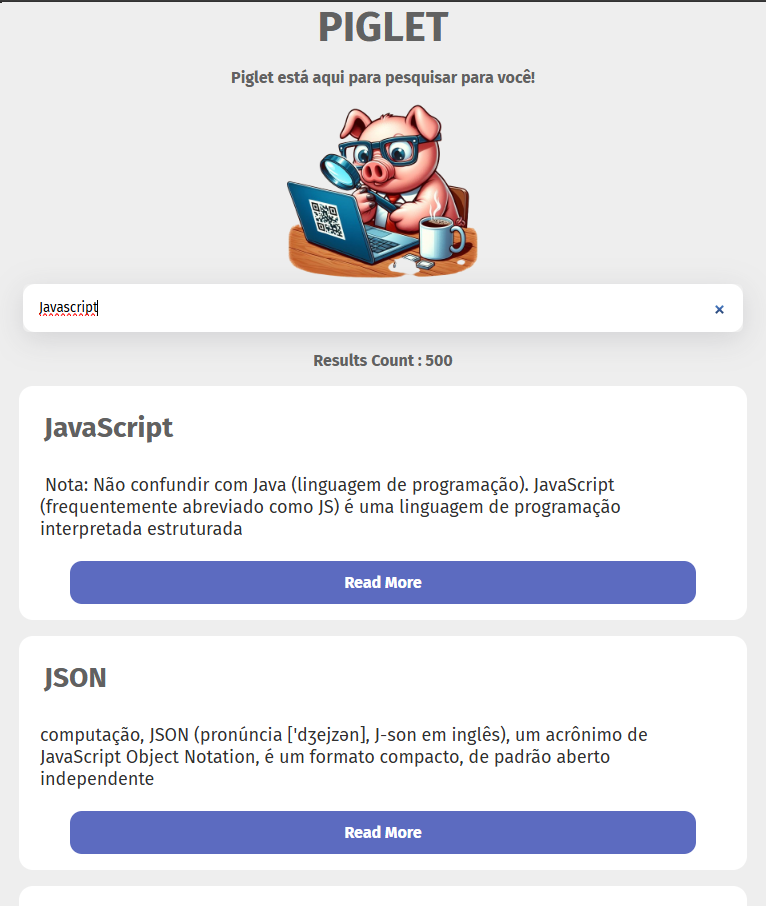 PIGLET
Piglet está aqui para pesquisar para você!
Javascript
×
Results Count : 500
JavaScript
Nota: Não confundir com Java (linguagem de programação). JavaScript
(frequentemente abreviado como JS) é uma linguagem de programação
interpretada estruturada
Read More
JSON
computação, JSON (pronúncia ['dʒejzən], J-son em inglês), um acrônimo de
JavaScript Object Notation, é um formato compacto, de padrão aberto
independente
Read More